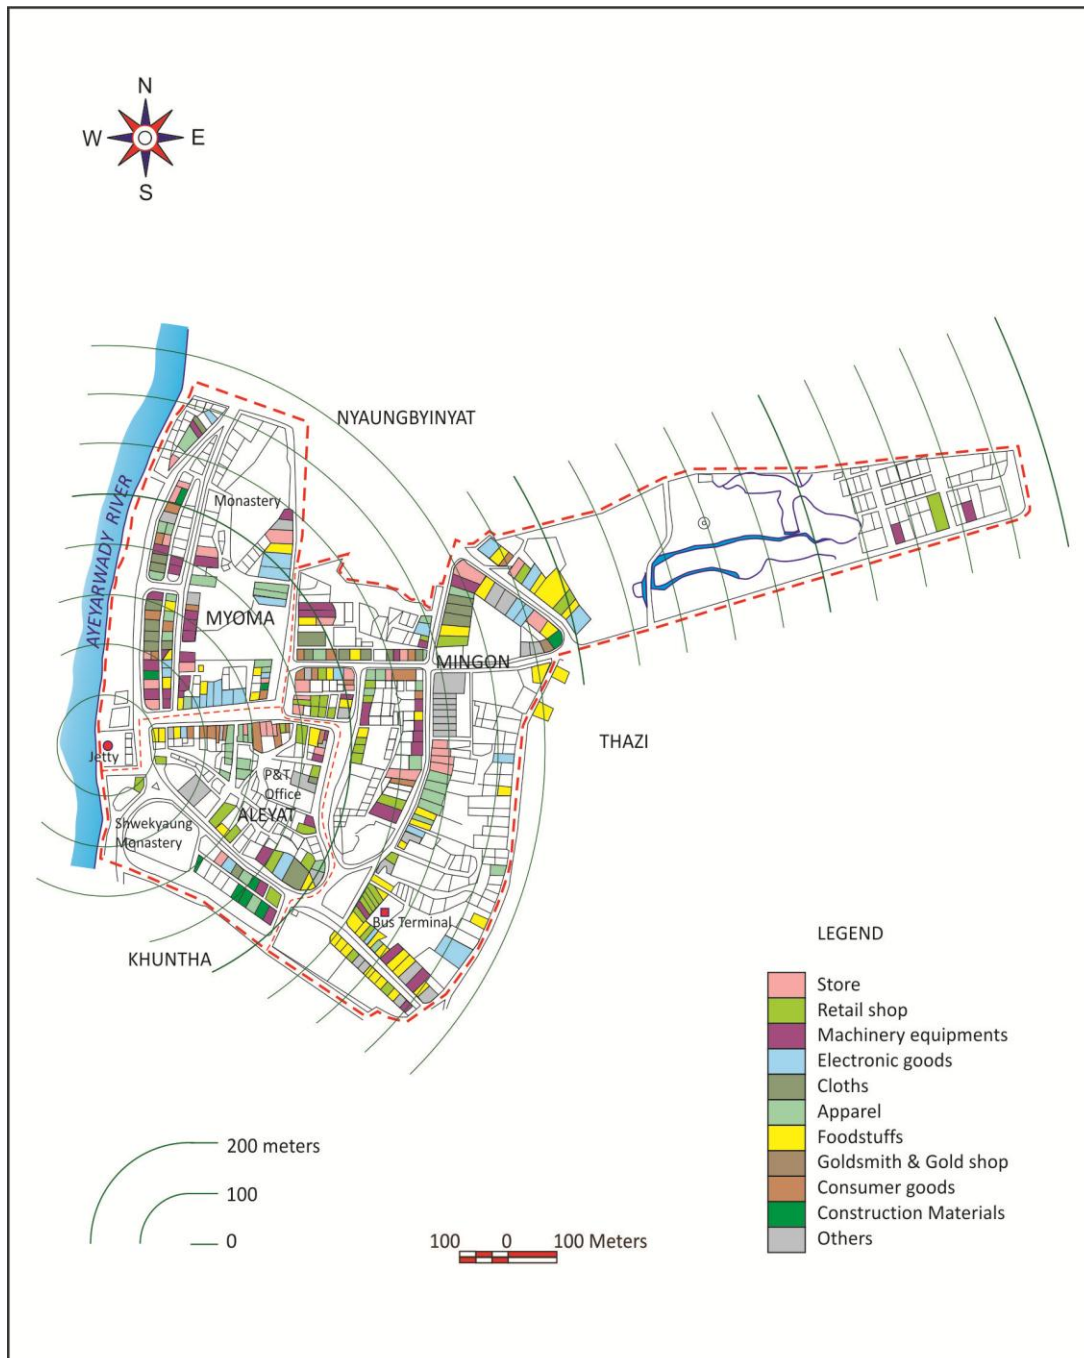 N
W E
S
NYAUNGBYINYAT
AYEYARWADY RIVER
Monastery
MYOMA
MINGON
THAZI
Jetty
P&T
Office
ALEYAT
Shwekyaung
Monastery
Bus Terminal
KHUNTHA
LEGEND
Store
Retail shop
Machinery equipments
Electronic goods
Cloths
Apparel
Foodstuffs
Goldsmith & Gold shop
Consumer goods
Construction Materials
Others
200 meters
100
0
100 0 100 Meters